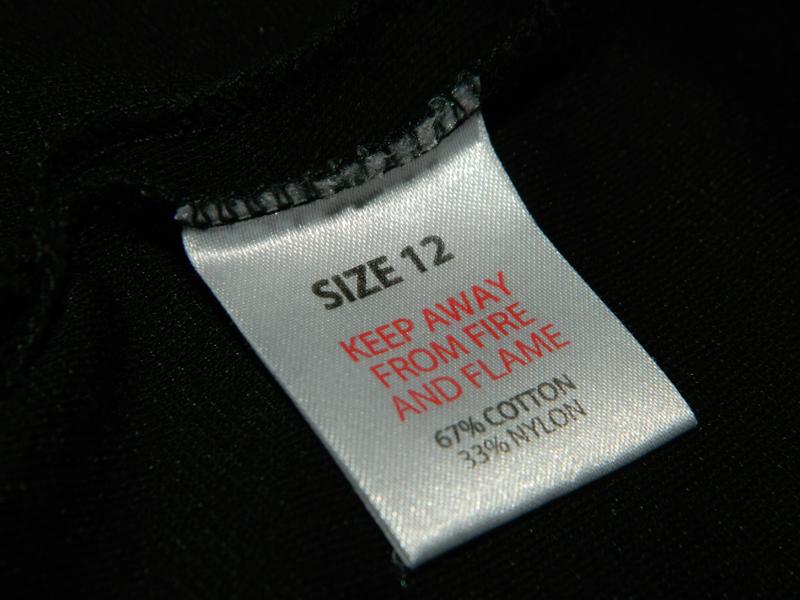 SIZE 12
KEEP AWAY
FROM FIRE
AND FLAME
67% COTTON
33% NYLON